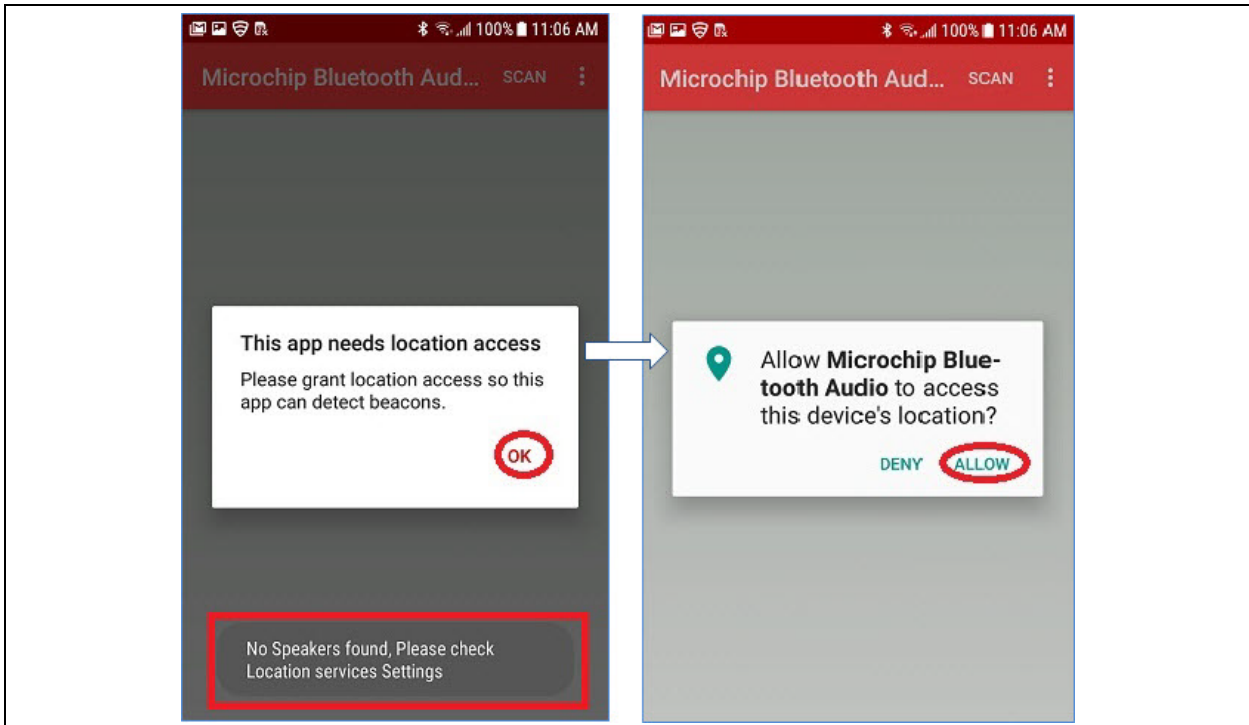 100% 11:06 AM
Microchip Bluetooth Aud... SCAN
This app needs location access
Please grant location access so this
app can detect beacons.
OK
No Speakers found, Please check
Location services Settings
100% 11:06 AM
Microchip Bluetooth Aud... SCAN
Allow Microchip Blue-
tooth Audio to access
this device's location?
DENY ALLOW